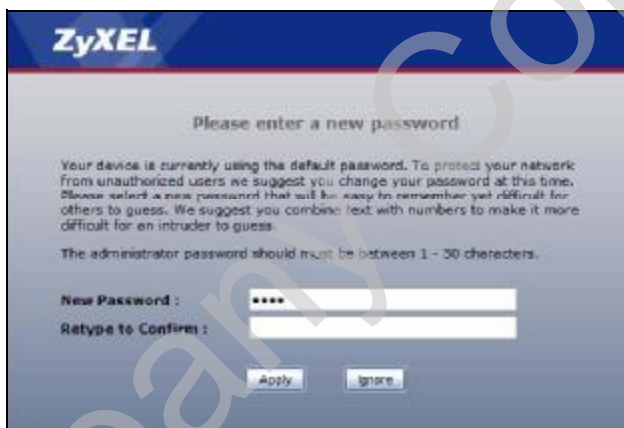 ZyXEL
Please enter a new password
Your device is currently using the default password. To protect your network
from unauthorized users we suggest you change your password at this time.
Please select a new password that will be easy to remember yet difficult for
others to guess. We suggest you combine text with numbers to make it more
difficult for an intruder to guess.
The administrator password should must be between 1 - 30 characters.
New Password : ••••
Retype to Confirm :
Apply Ignore